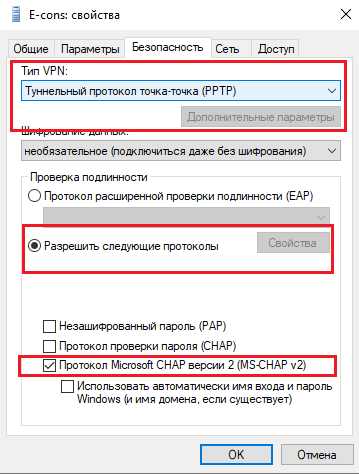 E-cons: свойства
Общие
Параметры
Безопасность
Сеть
Доступ
Тип VPN:
Туннельный протокол точка-точка (PPTP)
Дополнительные параметры
Шифрование данных:
необязательное (подключиться даже без шифрования)
Проверка подлинности
Протокол расширенной проверки подлинности (EAP)
Разрешить следующие протоколы
Свойства
Незашифрованный пароль (PAP)
Протокол проверки пароля (CHAP)
Протокол Microsoft CHAP версии 2 (MS-CHAP v2)
Использовать автоматически имя входа и пароль
Windows (и имя домена, если существует)
OK
Отмена